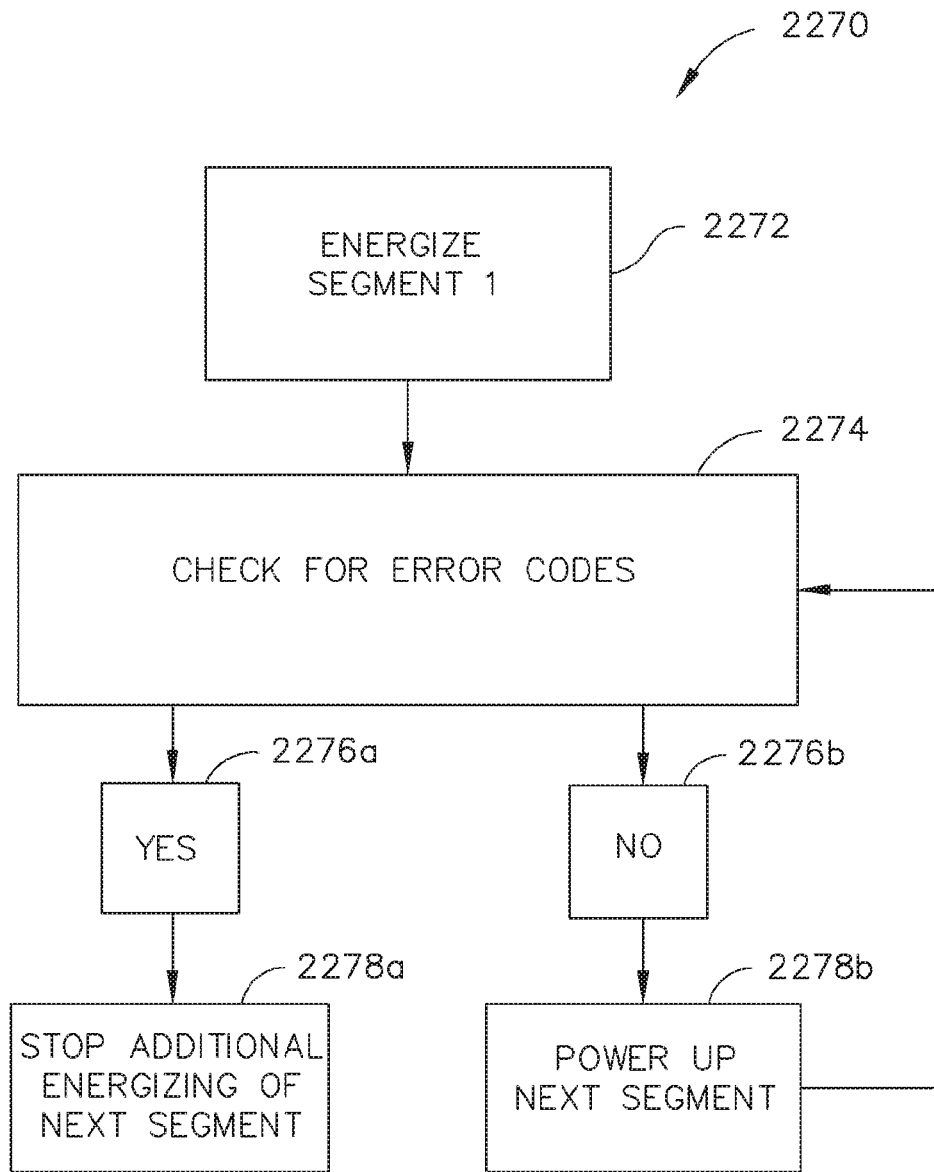 2270
ENERGIZE
SEGMENT 1
2272
2274
CHECK FOR ERROR CODES
2276a
2276b
YES
NO
2278a
2278b
STOP ADDITIONAL
ENERGIZING OF
NEXT SEGMENT
POWER UP
NEXT SEGMENT